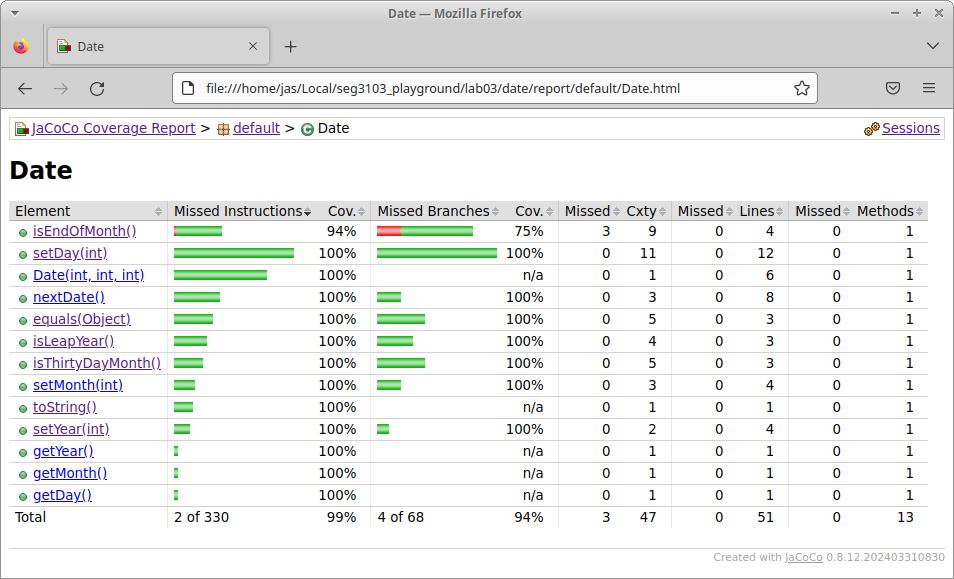 Date — Mozilla Firefox
Date
file:///home/jas/Local/seg3103_playground/lab03/date/report/default/Date.html
JaCoCo Coverage Report > default > Date Sessions
Date
Element Missed Instructions Cov. Missed Branches Cov. Missed Cxty Missed Lines Missed Methods
isEndOfMonth() 94% 75% 3 9 0 4 0 1
setDay(int) 100% 100% 0 11 0 12 0 1
Date(int, int, int) 100% n/a 0 1 0 6 0 1
nextDate() 100% 100% 0 3 0 8 0 1
equals(Object) 100% 100% 0 5 0 3 0 1
isLeapYear() 100% 100% 0 4 0 3 0 1
isThirtyDayMonth() 100% 100% 0 5 0 3 0 1
setMonth(int) 100% 100% 0 3 0 4 0 1
toString() 100% n/a 0 1 0 1 0 1
setYear(int) 100% 100% 0 2 0 4 0 1
getYear() 100% n/a 0 1 0 1 0 1
getMonth() 100% n/a 0 1 0 1 0 1
getDay() 100% n/a 0 1 0 1 0 1
Total 2 of 330 99% 4 of 68 94% 3 47 0 51 0 13
Created with JaCoCo 0.8.12.202403310830